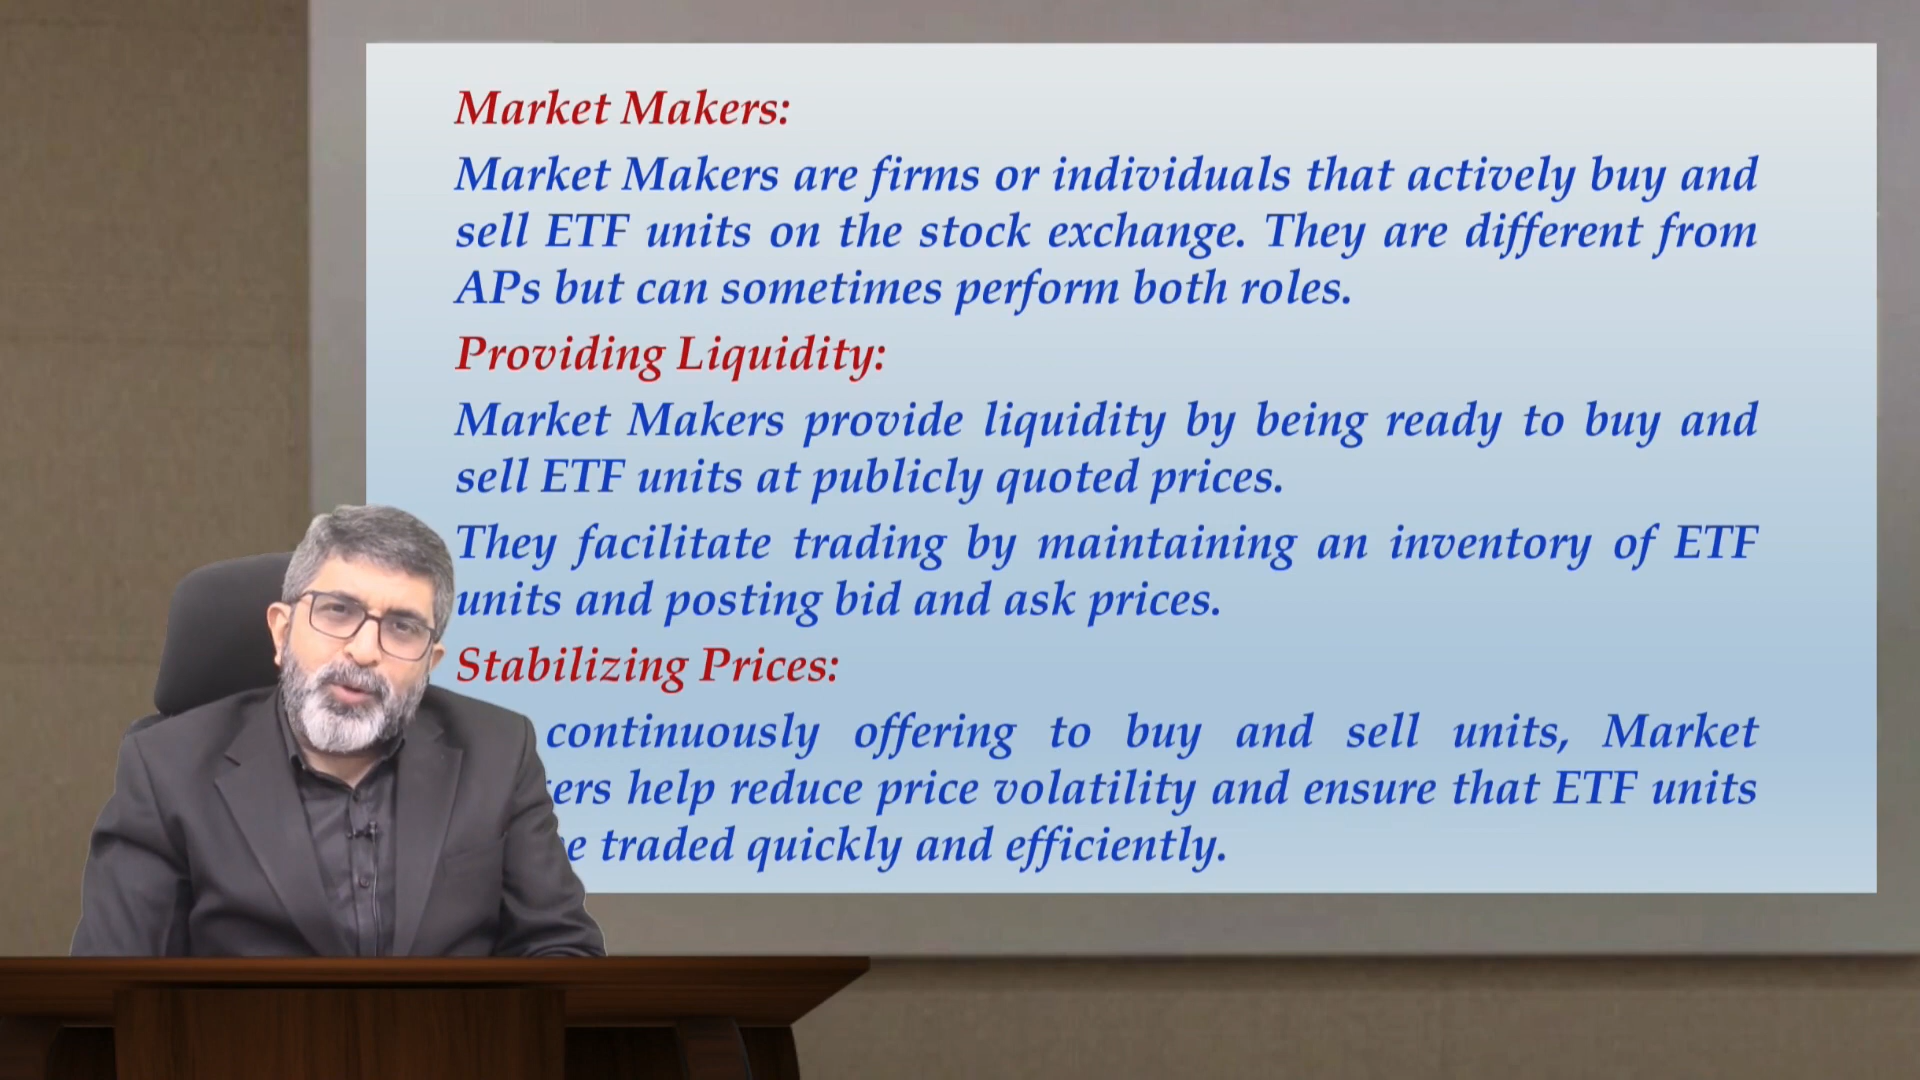 Market Makers:
Market Makers are firms or individuals that actively buy and
sell ETF units on the stock exchange. They are different from
APs but can sometimes perform both roles.
Providing Liquidity:
Market Makers provide liquidity by being ready to buy and
sell ETF units at publicly quoted prices.
They facilitate trading by maintaining an inventory of ETF
units and posting bid and ask prices.
Stabilizing Prices:
continuously offering to buy and sell units, Market
help reduce price volatility and ensure that ETF units
traded quickly and efficiently.